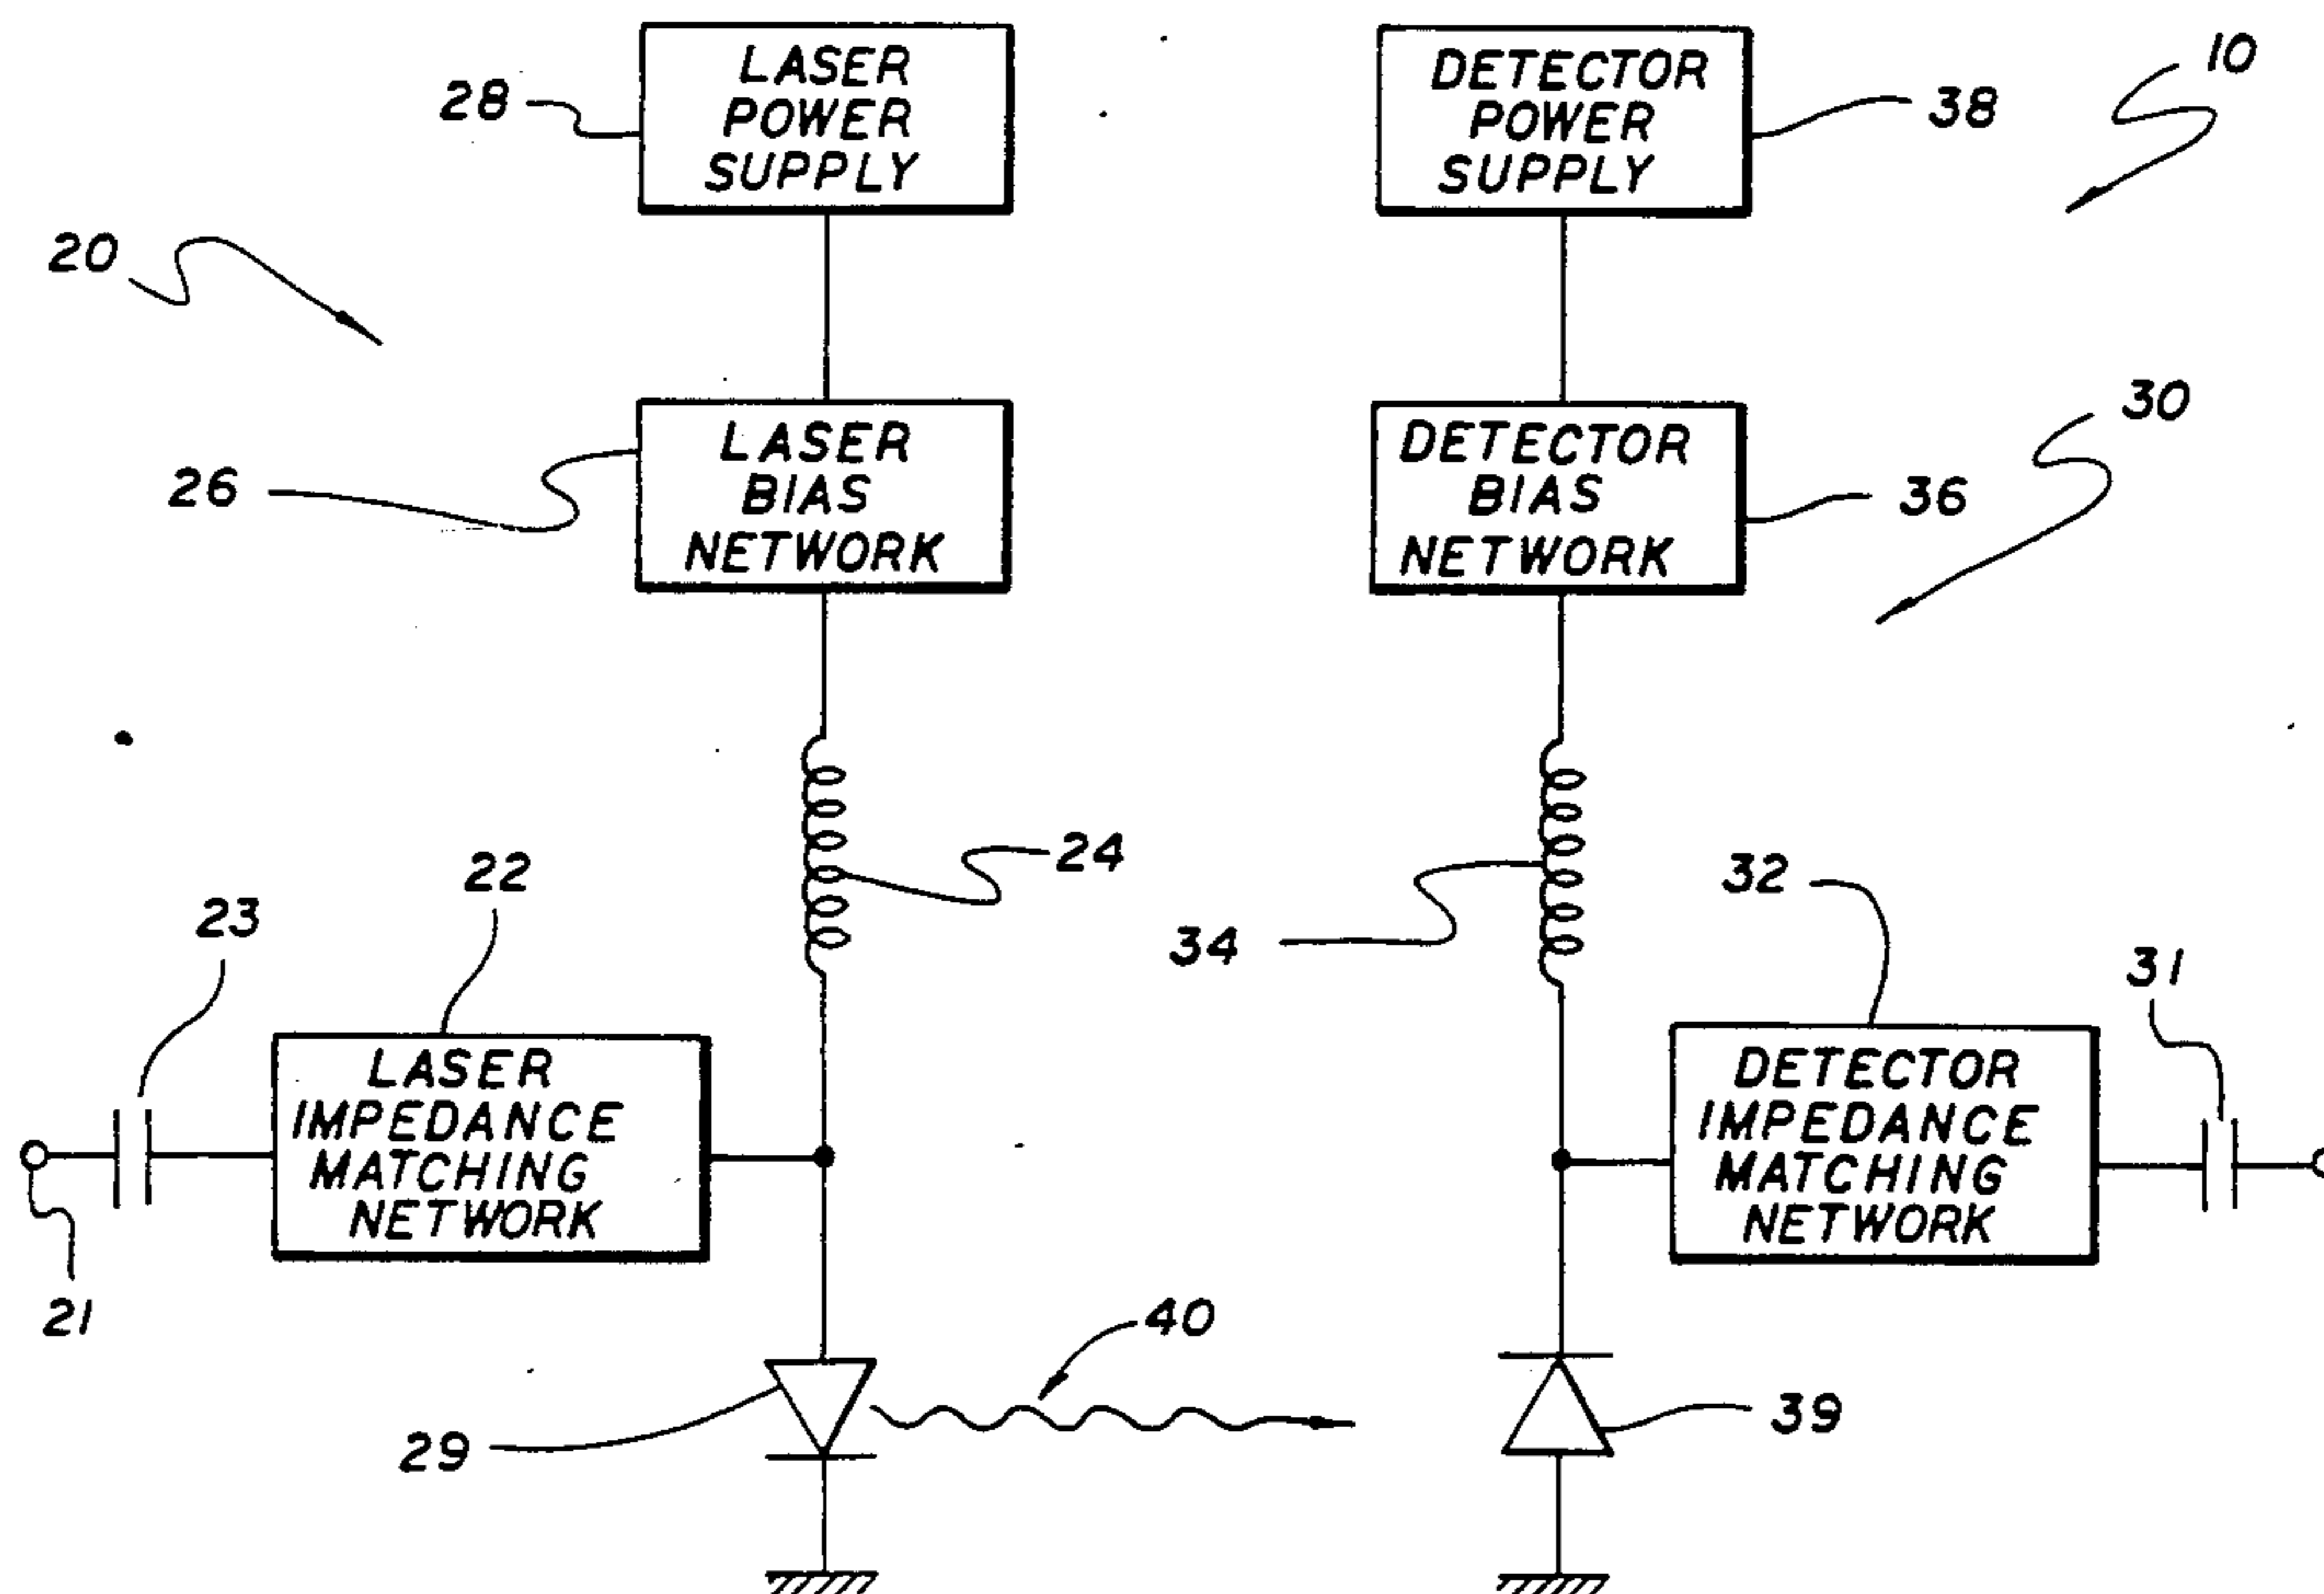 28
LASER
POWER
SUPPLY
DETECTOR
POWER
SUPPLY
38
10
20
26
LASER
BIAS
NETWORK
DETECTOR
BIAS
NETWORK
36
30
24
34
23
22
LASER
IMPEDANCE
MATCHING
NETWORK
21
32
31
DETECTOR
IMPEDANCE
MATCHING
NETWORK
29
40
39